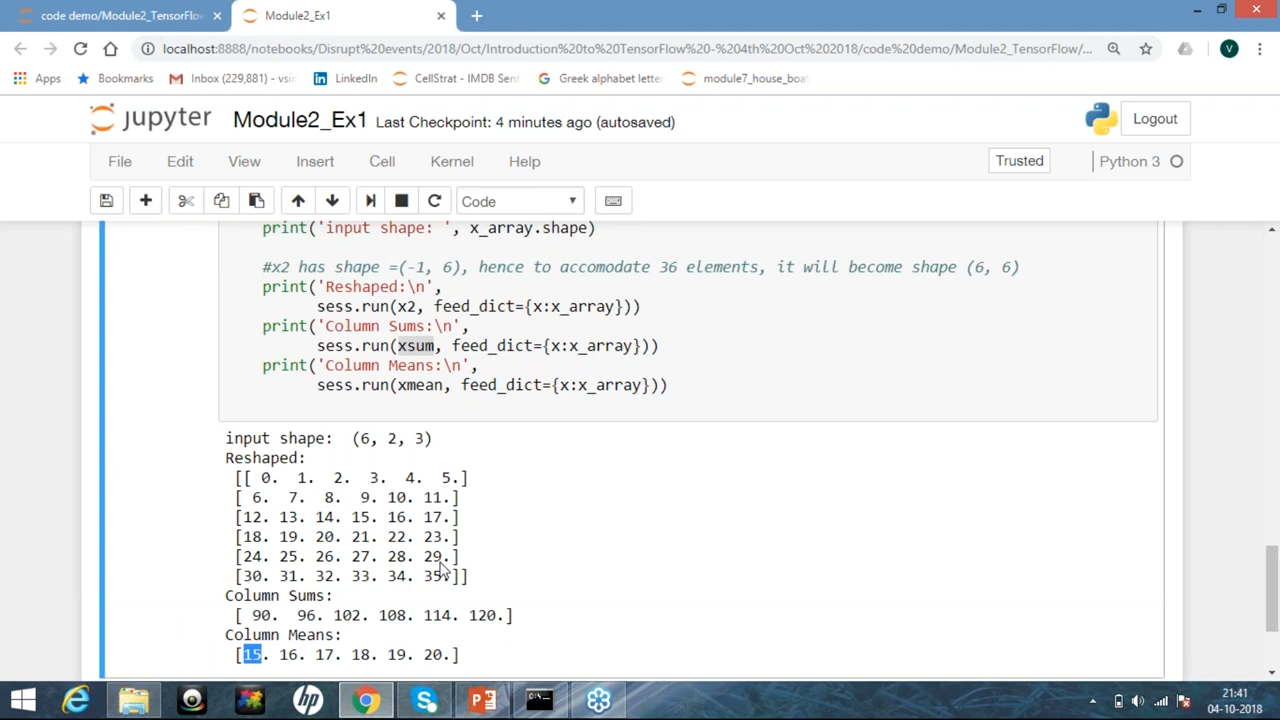 code demo/Module2_TensorFlow
Module2_Ex1
localhost:8888/notebooks/Disrupt%20events/2018/Oct/Introduction%20to%20TensorFlow%20-%204th%20Oct%202018/code%20demo/Module2_TensorFlow/...
V
Apps
Bookmarks
Inbox (229,881) - vsin
LinkedIn
CellStrat - IMDB Sent
Greek alphabet letter
module7_house_boat
jupyter Module2_Ex1 Last Checkpoint: 4 minutes ago (autosaved)
Logout
File Edit View Insert Cell Kernel Help
Trusted
Python 3
Code
print('input shape: ', x_array.shape)
#x2 has shape =(-1, 6), hence to accomodate 36 elements, it will become shape (6, 6)
print('Reshaped:\n',
sess.run(x2, feed_dict={x:x_array}))
print('Column Sums:\n',
sess.run(xsum, feed_dict={x:x_array}))
print('Column Means:\n',
sess.run(xmean, feed_dict={x:x_array}))
input shape:  (6, 2, 3)
Reshaped:
[[ 0.  1.  2.  3.  4.  5.]
[ 6.  7.  8.  9. 10. 11.]
[12. 13. 14. 15. 16. 17.]
[18. 19. 20. 21. 22. 23.]
[24. 25. 26. 27. 28. 29.]
[30. 31. 32. 33. 34. 35.]]
Column Sums:
[ 90.  96. 102. 108. 114. 120.]
Column Means:
[15. 16. 17. 18. 19. 20.]
hp
21:41
04-10-2018